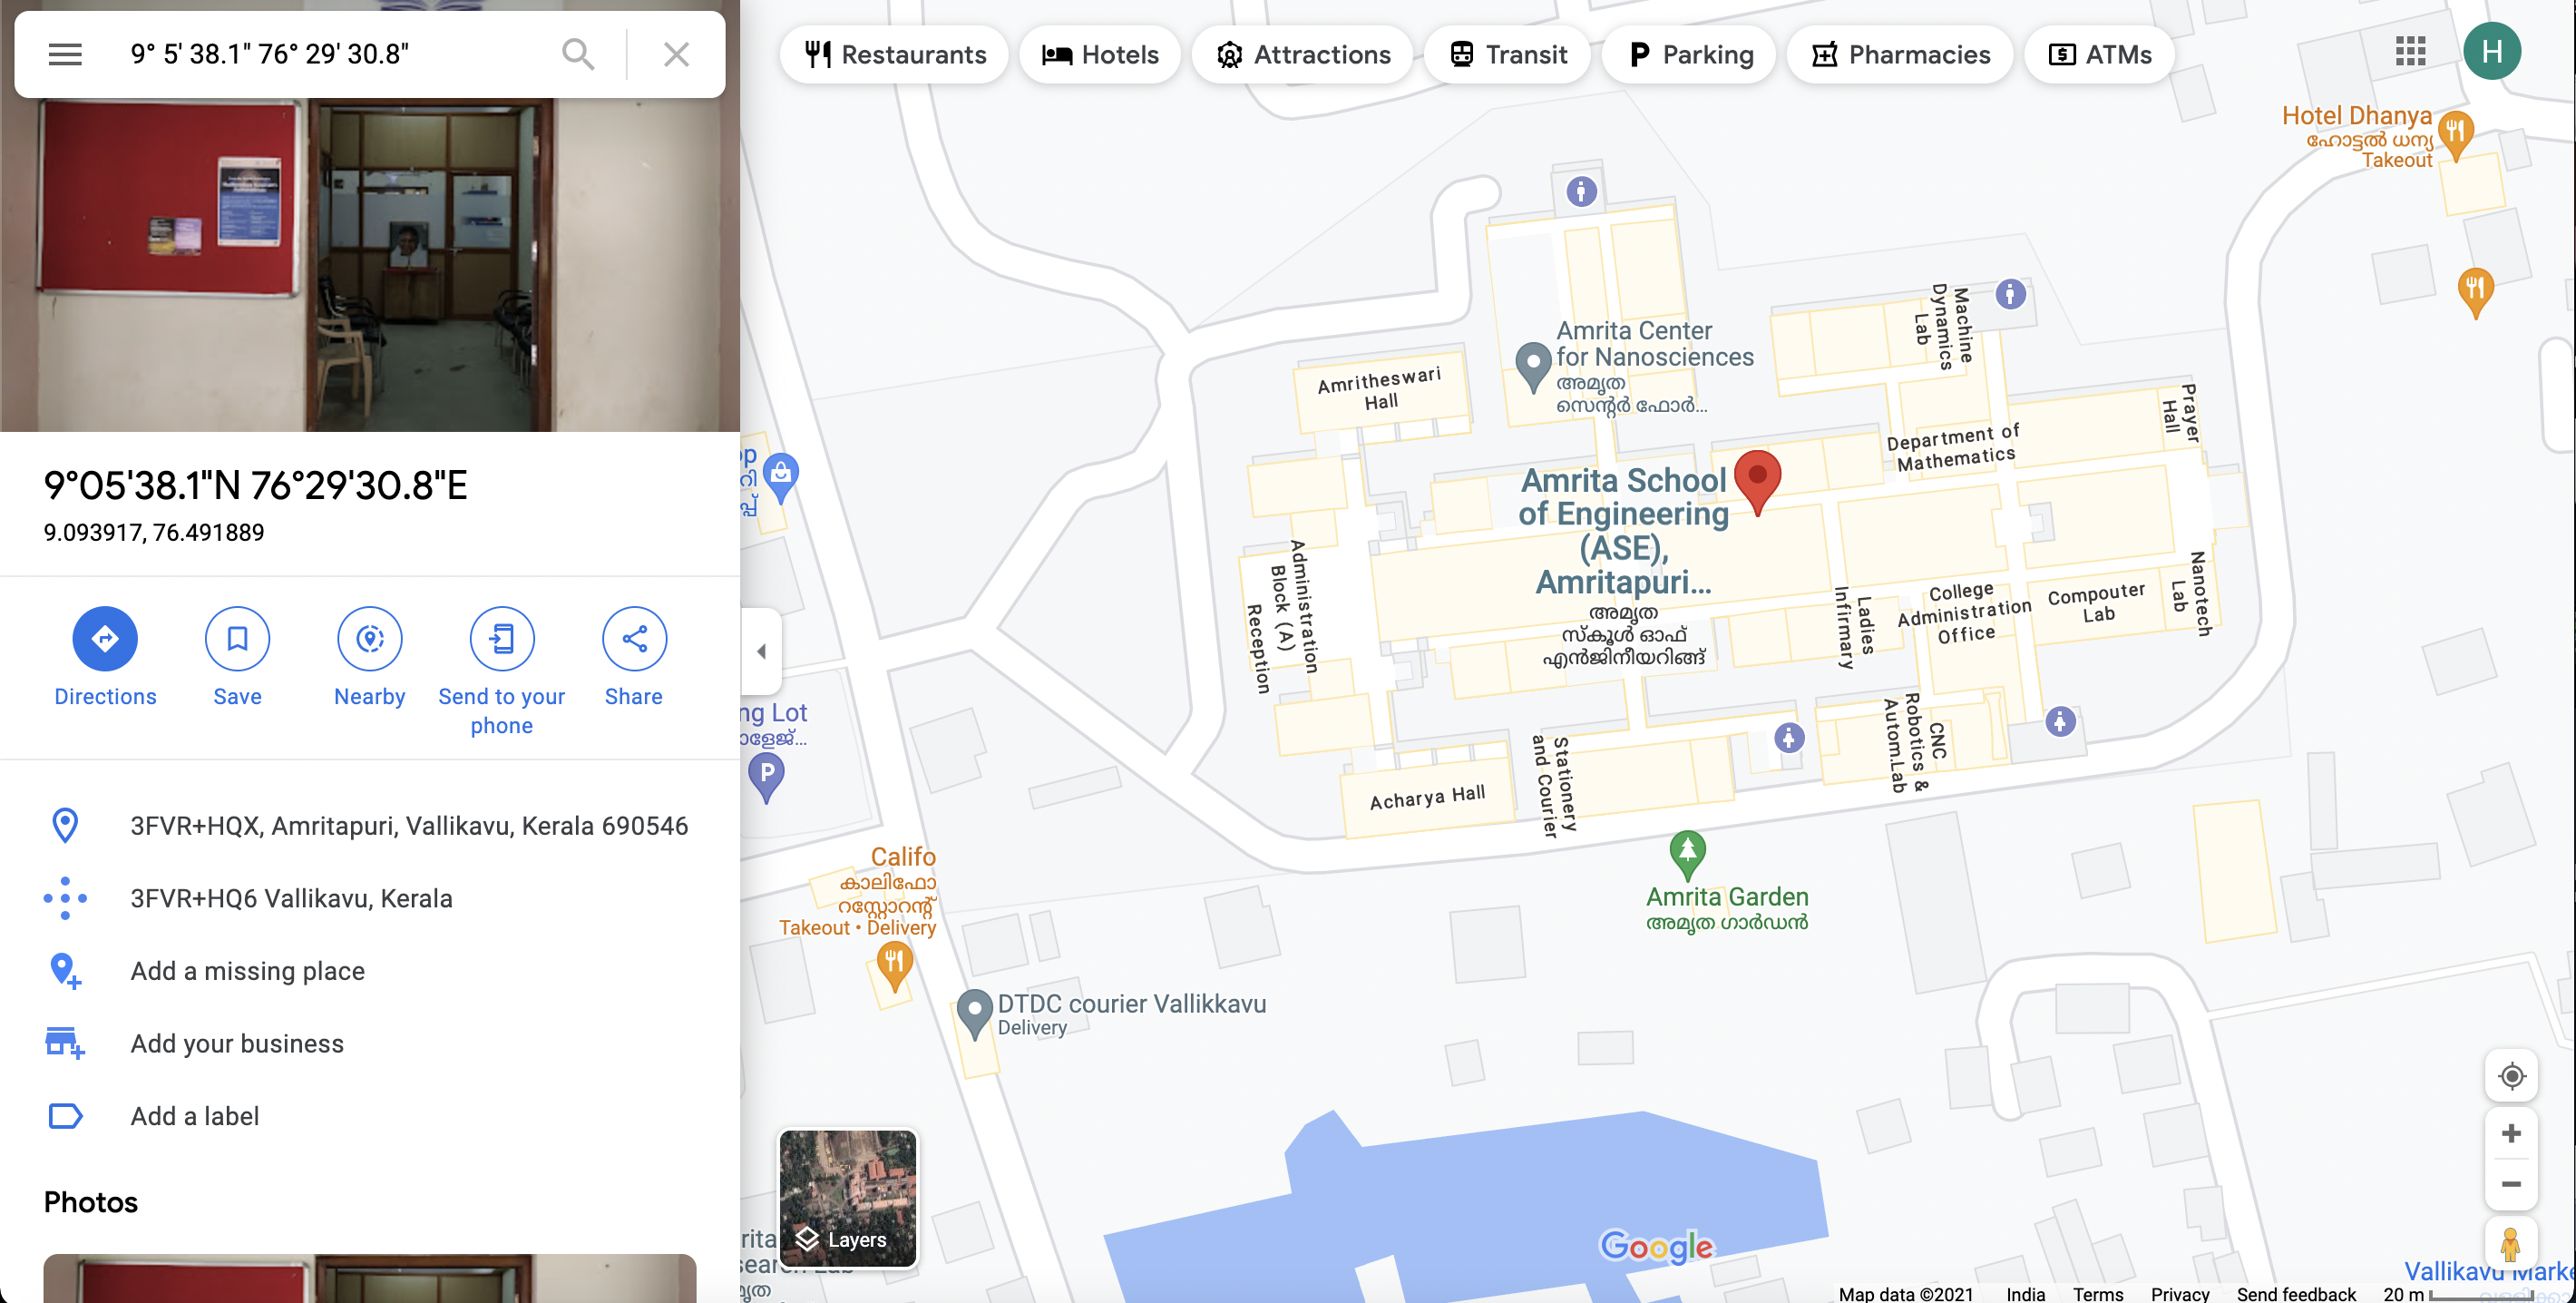 9° 5' 38.1" 76° 29' 30.8"
Restaurants
Hotels
Attractions
Transit
Parking
Pharmacies
ATMs
H
9°05'38.1"N 76°29'30.8"E
9.093917, 76.491889
Directions
Save
Nearby
Send to your
phone
Share
3FVR+HQX, Amritapuri, Vallikavu, Kerala 690546
3FVR+HQ6 Vallikavu, Kerala
Add a missing place
Add your business
Add a label
Photos
Hotel Dhanya
ഹോട്ടൽ ധന്യ
Takeout
Amrita Center
for Nanosciences
അമൃത
സെന്റർ ഫോർ...
Machine
Dynamics
Lab
Amritheswari
Hall
Prayer
Hall
Department of
Mathematics
Amrita School
of Engineering
(ASE),
Amritapuri...
അമൃത
സ്കൂൾ ഓഫ്
എൻജിനീയറിങ്ങ്
Administration
Block (A)
Reception
Ladies
Infirmary
College
Administration
Office
Compouter
Lab
Nanotech
Lab
CNC
Robotics &
Autom.Lab
Stationery
and Courier
Acharya Hall
op
റി
പ്പ്
ng Lot
ാളേജ്...
P
Amrita Garden
അമൃത ഗാർഡൻ
Califo
കാലിഫോ
റസ്റ്റോറന്റ്
Takeout • Delivery
DTDC courier Vallikkavu
Delivery
Layers
rita
Google
Vallikavu Marke
Map data ©2021
India
Terms
Privacy
Send feedback
20 m